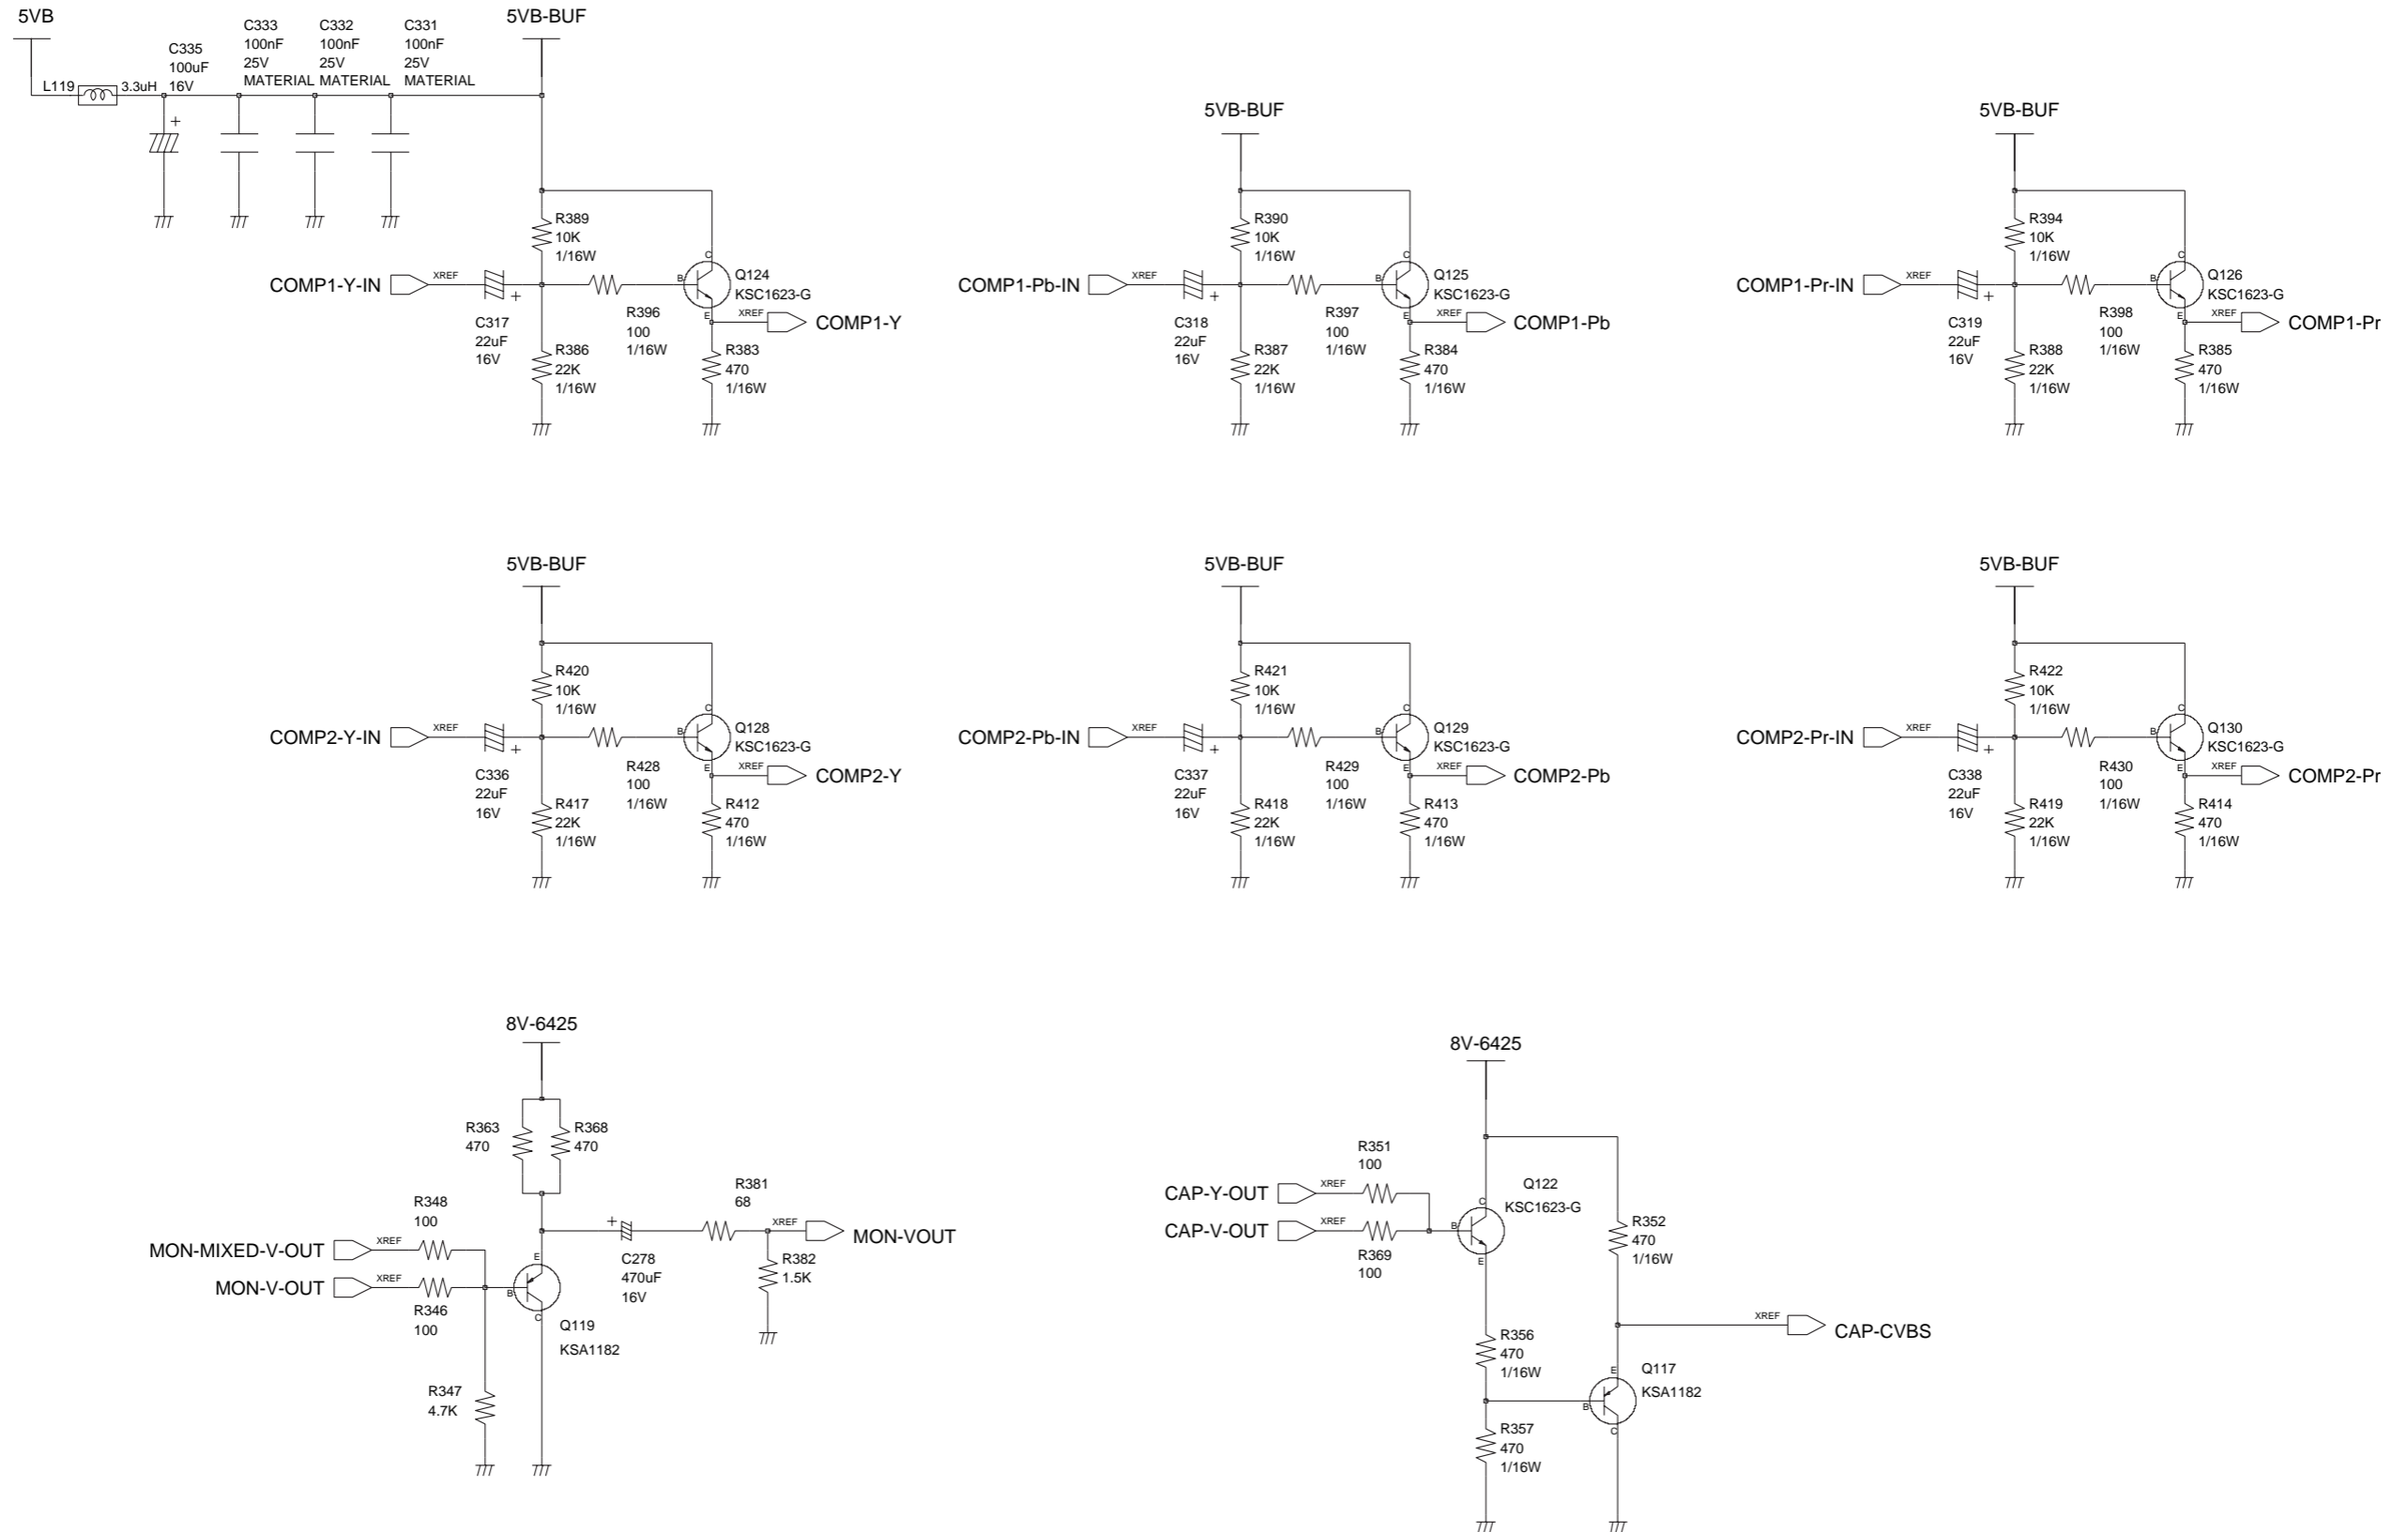 5VB
5VB-BUF
C335
100uF
16V
C333
100nF
25V
MATERIAL
C332
100nF
25V
MATERIAL
C331
100nF
25V
MATERIAL
L119
3.3uH
+
R389
10K
1/16W
COMP1-Y-IN
XREF
+
C317
22uF
16V
R396
100
1/16W
C
B
E
Q124
KSC1623-G
XREF
COMP1-Y
R386
22K
1/16W
R383
470
1/16W
5VB-BUF
R390
10K
1/16W
COMP1-Pb-IN
XREF
+
C318
22uF
16V
R397
100
1/16W
C
B
E
Q125
KSC1623-G
XREF
COMP1-Pb
R387
22K
1/16W
R384
470
1/16W
5VB-BUF
R394
10K
1/16W
COMP1-Pr-IN
XREF
+
C319
22uF
16V
R398
100
1/16W
C
B
E
Q126
KSC1623-G
XREF
COMP1-Pr
R388
22K
1/16W
R385
470
1/16W
5VB-BUF
R420
10K
1/16W
COMP2-Y-IN
XREF
+
C336
22uF
16V
R428
100
1/16W
C
B
E
Q128
KSC1623-G
XREF
COMP2-Y
R417
22K
1/16W
R412
470
1/16W
5VB-BUF
R421
10K
1/16W
COMP2-Pb-IN
XREF
+
C337
22uF
16V
R429
100
1/16W
C
B
E
Q129
KSC1623-G
XREF
COMP2-Pb
R418
22K
1/16W
R413
470
1/16W
5VB-BUF
R422
10K
1/16W
COMP2-Pr-IN
XREF
+
C338
22uF
16V
R430
100
1/16W
C
B
E
Q130
KSC1623-G
XREF
COMP2-Pr
R419
22K
1/16W
R414
470
1/16W
8V-6425
R363
470
R368
470
R348
100
MON-MIXED-V-OUT
XREF
MON-V-OUT
XREF
R346
100
R347
4.7K
E
B
C
Q119
KSA1182
+
C278
470uF
16V
R381
68
XREF
MON-VOUT
R382
1.5K
8V-6425
R351
100
CAP-Y-OUT
XREF
CAP-V-OUT
XREF
R369
100
C
B
E
Q122
KSC1623-G
R352
470
1/16W
XREF
CAP-CVBS
R356
470
1/16W
E
B
C
Q117
KSA1182
R357
470
1/16W